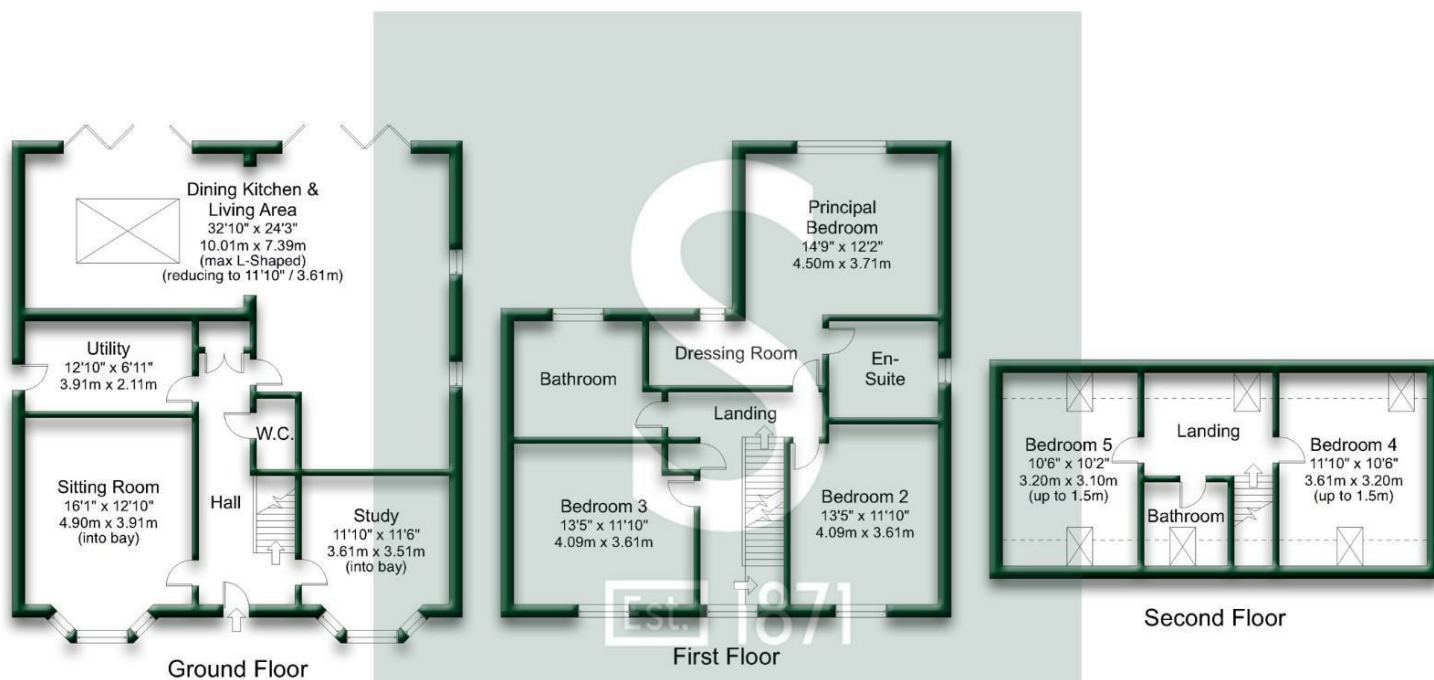 Dining Kitchen &
Living Area
32'10" x 24'3"
10.01m x 7.39m
(max L-Shaped)
(reducing to 11'10" / 3.61m)
Utility
12'10" x 6'11"
3.91m x 2.11m
W.C.
Sitting Room
16'1" x 12'10"
4.90m x 3.91m
(into bay)
Hall
Study
11'10" x 11'6"
3.61m x 3.51m
(into bay)
Ground Floor
Principal
Bedroom
14'9" x 12'2"
4.50m x 3.71m
Dressing Room
En-
Suite
Bathroom
Landing
Bedroom 3
13'5" x 11'10"
4.09m x 3.61m
Bedroom 2
13'5" x 11'10"
4.09m x 3.61m
First Floor
Bedroom 5
10'6" x 10'2"
3.20m x 3.10m
(up to 1.5m)
Landing
Bedroom 4
11'10" x 10'6"
3.61m x 3.20m
(up to 1.5m)
Bathroom
Second Floor
S
Est. 1871